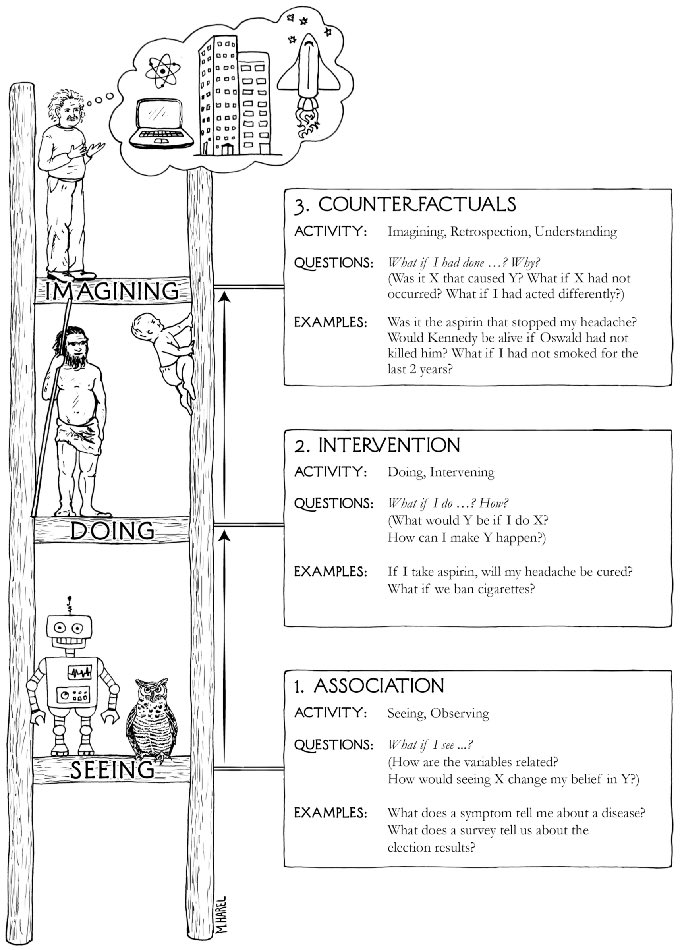 3. COUNTERFACTUALS
ACTIVITY: Imagining, Retrospection, Understanding
QUESTIONS: What if I had done …? Why?
(Was it X that caused Y? What if X had not
occurred? What if I had acted differently?)
EXAMPLES: Was it the aspirin that stopped my headache?
Would Kennedy be alive if Oswald had not
killed him? What if I had not smoked for the
last 2 years?
IMAGINING
2. INTERVENTION
ACTIVITY: Doing, Intervening
QUESTIONS: What if I do …? How?
(What would Y be if I do X?
How can I make Y happen?)
EXAMPLES: If I take aspirin, will my headache be cured?
What if we ban cigarettes?
DOING
1. ASSOCIATION
ACTIVITY: Seeing, Observing
QUESTIONS: What if I see ...?
(How are the variables related?
How would seeing X change my belief in Y?)
EXAMPLES: What does a symptom tell me about a disease?
What does a survey tell us about the
election results?
SEEING
M. HAREL